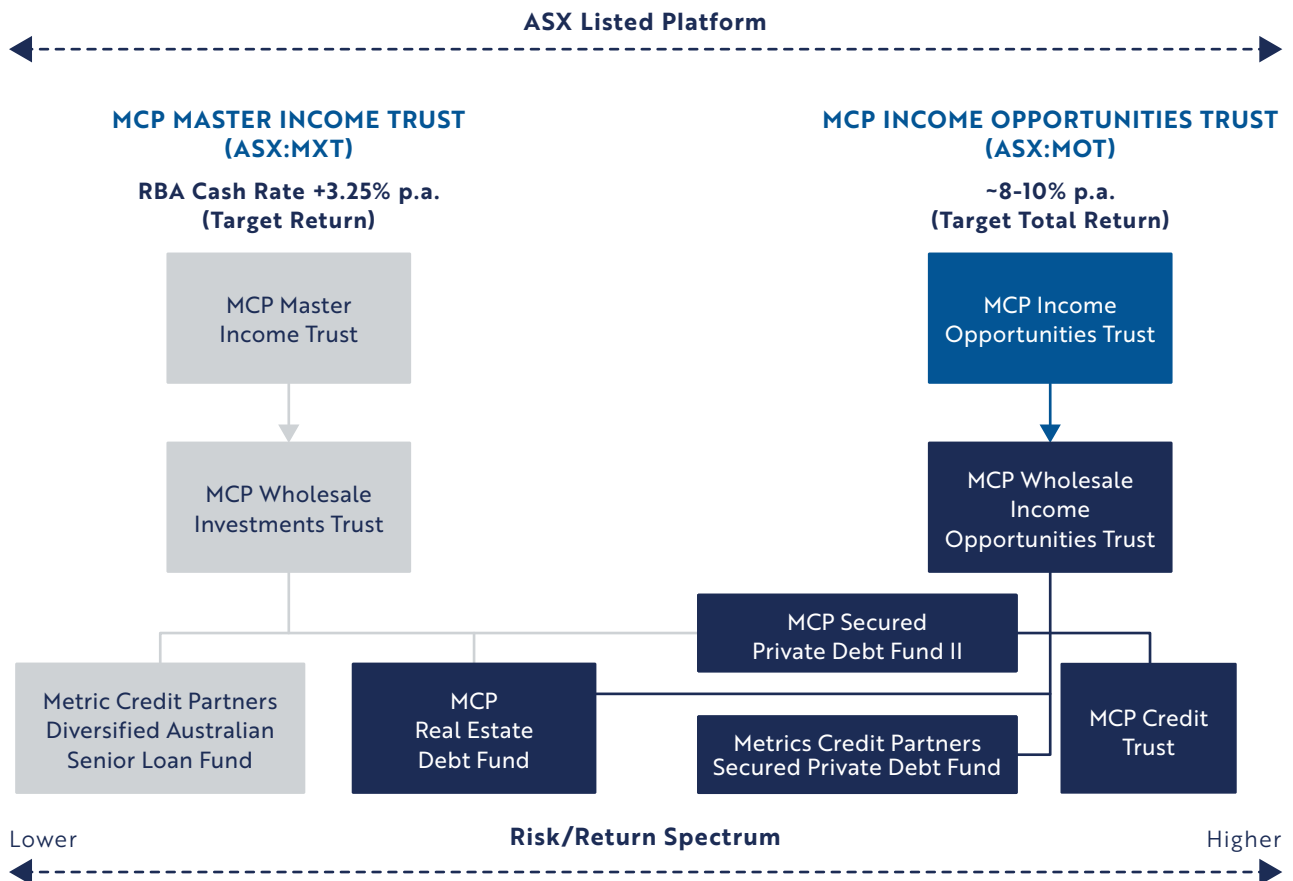 ASX Listed Platform
MCP MASTER INCOME TRUST
(ASX:MXT)
RBA Cash Rate +3.25% p.a.
(Target Return)
MCP INCOME OPPORTUNITIES TRUST
(ASX:MOT)
~8-10% p.a.
(Target Total Return)
MCP Master
Income Trust
MCP Income
Opportunities Trust
MCP Wholesale
Investments Trust
MCP Wholesale
Income
Opportunities Trust
MCP Secured
Private Debt Fund II
Metric Credit Partners
Diversified Australian
Senior Loan Fund
MCP
Real Estate
Debt Fund
Metrics Credit Partners
Secured Private Debt Fund
MCP Credit
Trust
Lower
Risk/Return Spectrum
Higher